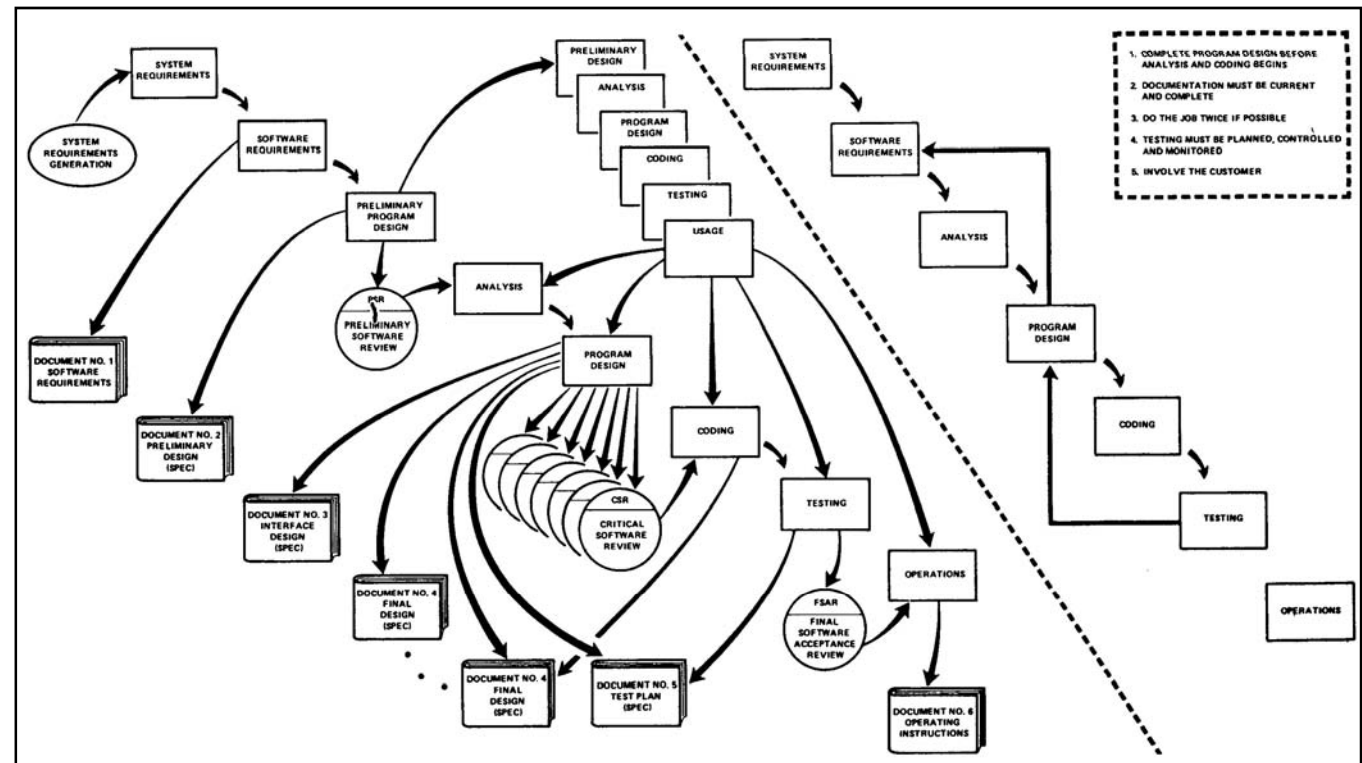 SYSTEM
REQUIREMENTS
SYSTEM
REQUIREMENTS
GENERATION
SOFTWARE
REQUIREMENTS
PRELIMINARY
PROGRAM
DESIGN
PRELIMINARY
DESIGN
ANALYSIS
PROGRAM
DESIGN
CODING
TESTING
USAGE
PSR
PRELIMINARY
SOFTWARE
REVIEW
ANALYSIS
PROGRAM
DESIGN
CSR
CRITICAL
SOFTWARE
REVIEW
CODING
TESTING
FSAR
FINAL
SOFTWARE
ACCEPTANCE
REVIEW
OPERATIONS
DOCUMENT NO. 1
SOFTWARE
REQUIREMENTS
DOCUMENT NO. 2
PRELIMINARY
DESIGN
(SPEC)
DOCUMENT NO. 3
INTERFACE
DESIGN
(SPEC)
DOCUMENT NO. 4
FINAL
DESIGN
(SPEC)
DOCUMENT NO. 4
FINAL
DESIGN
(SPEC)
DOCUMENT NO. 5
TEST PLAN
(SPEC)
DOCUMENT NO. 6
OPERATING
INSTRUCTIONS
SYSTEM
REQUIREMENTS
SOFTWARE
REQUIREMENTS
ANALYSIS
PROGRAM
DESIGN
CODING
TESTING
OPERATIONS
1. COMPLETE PROGRAM DESIGN BEFORE
ANALYSIS AND CODING BEGINS
2. DOCUMENTATION MUST BE CURRENT
AND COMPLETE
3. DO THE JOB TWICE IF POSSIBLE
4. TESTING MUST BE PLANNED, CONTROLLED
AND MONITORED
5. INVOLVE THE CUSTOMER